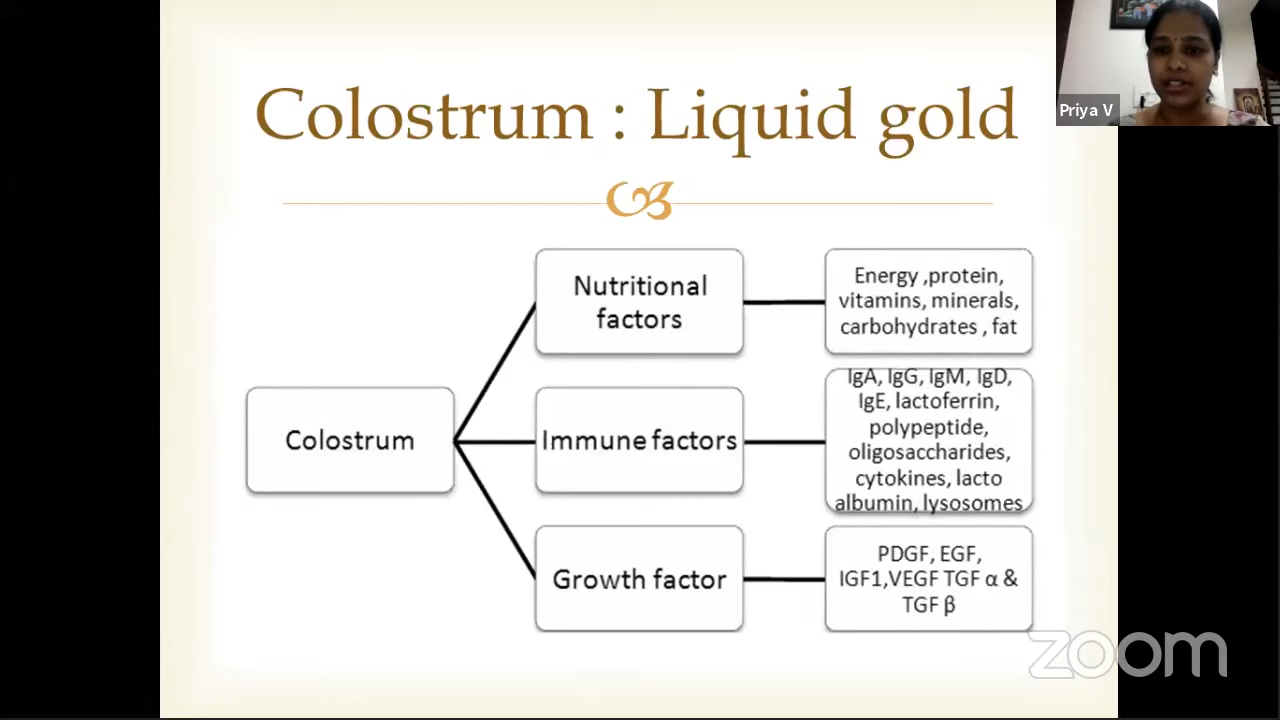 Colostrum : Liquid gold
Priya V
Colostrum
Nutritional
factors
Energy ,protein,
vitamins, minerals,
carbohydrates , fat
Immune factors
IgA, IgG, IgM, IgD,
IgE, lactoferrin,
polypeptide,
oligosaccharides,
cytokines, lacto
albumin, lysosomes
Growth factor
PDGF, EGF,
IGF1,VEGF TGF α &
TGF β
zoom